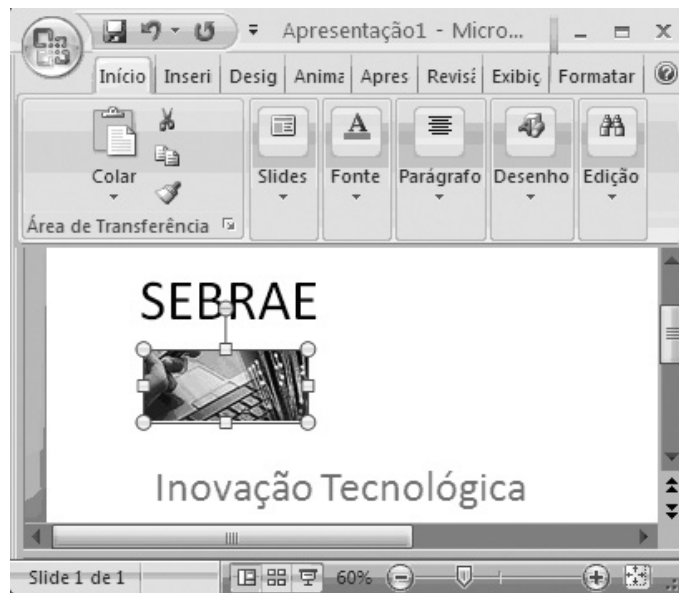 Apresentação1 - Micro...
Início Inseri Desig Anima Apres Revisã Exibiç Formatar
Colar Slides Fonte Parágrafo Desenho Edição
Área de Transferência
SEBRAE
Inovação Tecnológica
Slide 1 de 1 60%